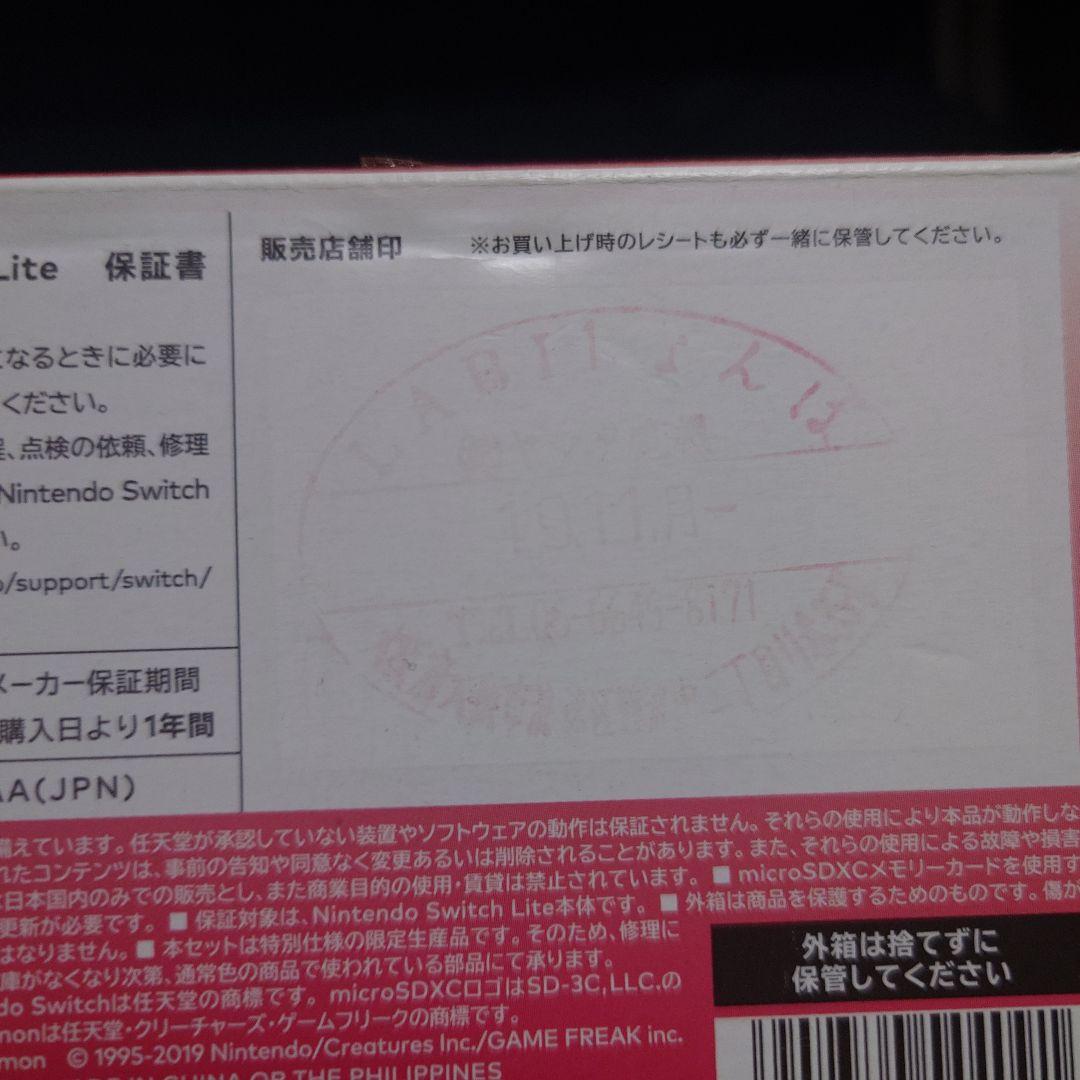 Lite 保証書
になるときに必要に
ください。
、点検の依頼、修理
Nintendo Switch
い。
/support/switch/
メーカー保証期間
購入日より1年間
AA(JPN)
販売店舗印 ※お買い上げ時のレシートも必ず一緒に保管してください。
備えています。任天堂が承認していない装置やソフトウェアの動作は保証されません。それらの使用により本品が動作しな
れたコンテンツは、事前の告知や同意なく変更あるいは削除されることがあります。また、それらの使用による故障や損害
は日本国内のみでの販売とし、また商業目的の使用・賃貸は禁止されています。 ■ microSDXCメモリーカードを使用す
更新が必要です。 ■ 保証対象は、Nintendo Switch Lite本体です。 ■ 外箱は商品を保護するためのものです。傷が
はなりません。 ■ 本セットは特別仕様の限定生産品です。そのため、修理に
庫がなくなり次第、通常色の商品で使われている部品にて承ります。
do Switchは任天堂の商標です。microSDXCロゴはSD-3C,LLC.の
monは任天堂・クリーチャーズ・ゲームフリークの商標です。
mon © 1995-2019 Nintendo/Creatures Inc./GAME FREAK inc.
IN CHINA OR THE PHILIPPINES
外箱は捨てずに
保管してください